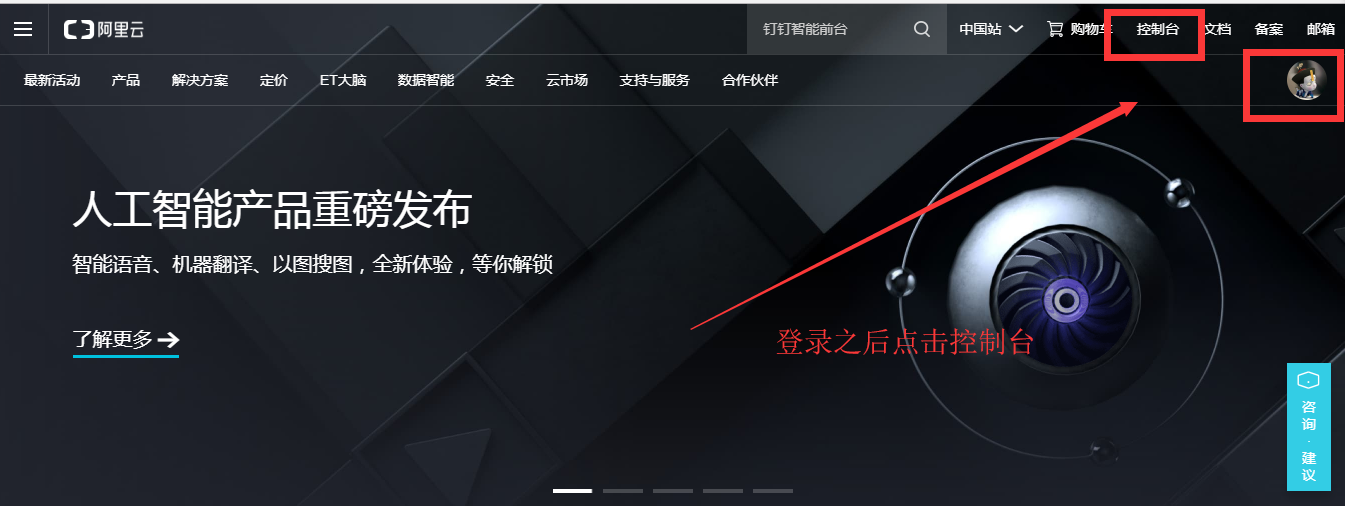 阿里云
钉钉智能前台
中国站
购物车
控制台
文档
备案
邮箱
最新活动 产品 解决方案 定价 ET大脑 数据智能 安全 云市场 支持与服务 合作伙伴
人工智能产品重磅发布
智能语音、机器翻译、以图搜图，全新体验，等你解锁
了解更多
登录之后点击控制台
咨询·建议